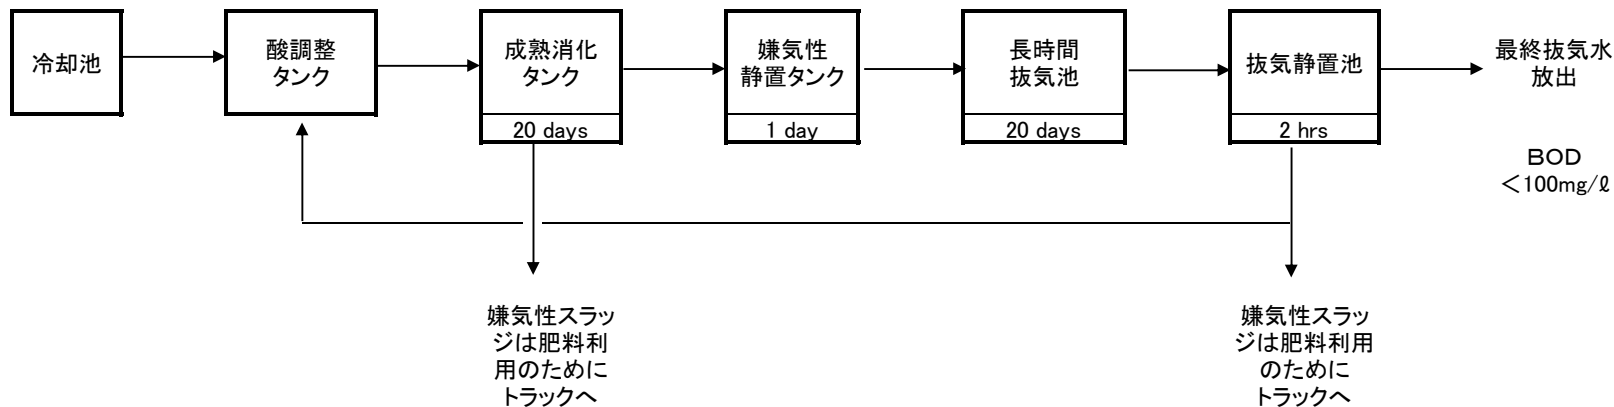 冷却池
酸調整
タンク
成熟消化
タンク
20 days
嫌気性
静置タンク
1 day
長時間
抜気池
20 days
抜気静置池
2 hrs
最終抜気水
放出
BOD
＜100mg/ℓ
嫌気性スラッ
ジは肥料利
用のために
トラックへ
嫌気性スラッ
ジは肥料利用
のために
トラックへ